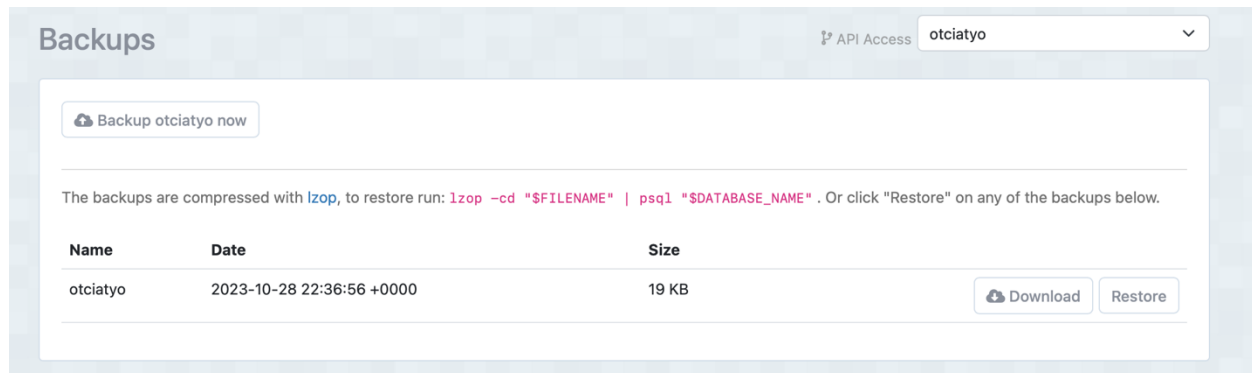 Backups
API Access
otciatyo
Backup otciatyo now
The backups are compressed with lzop, to restore run: lzop -cd "$FILENAME" | psql "$DATABASE_NAME" . Or click "Restore" on any of the backups below.
Name Date Size
otciatyo 2023-10-28 22:36:56 +0000 19 KB Download Restore